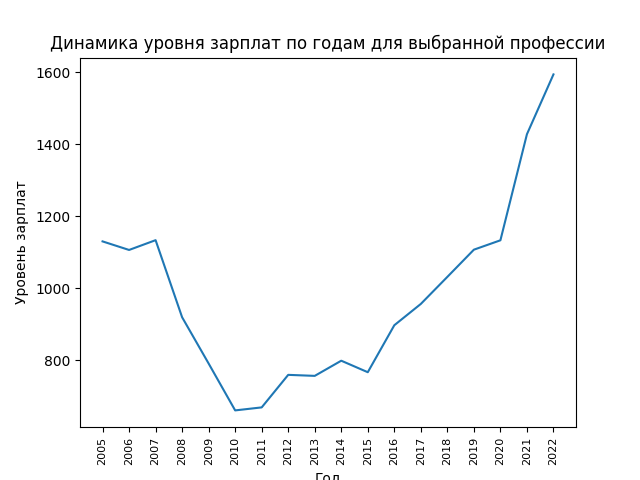 Динамика уровня зарплат по годам для выбранной профессии
Уровень зарплат
1600
1400
1200
1000
800
2005 2006 2007 2008 2009 2010 2011 2012 2013 2014 2015 2016 2017 2018 2019 2020 2021 2022
Год